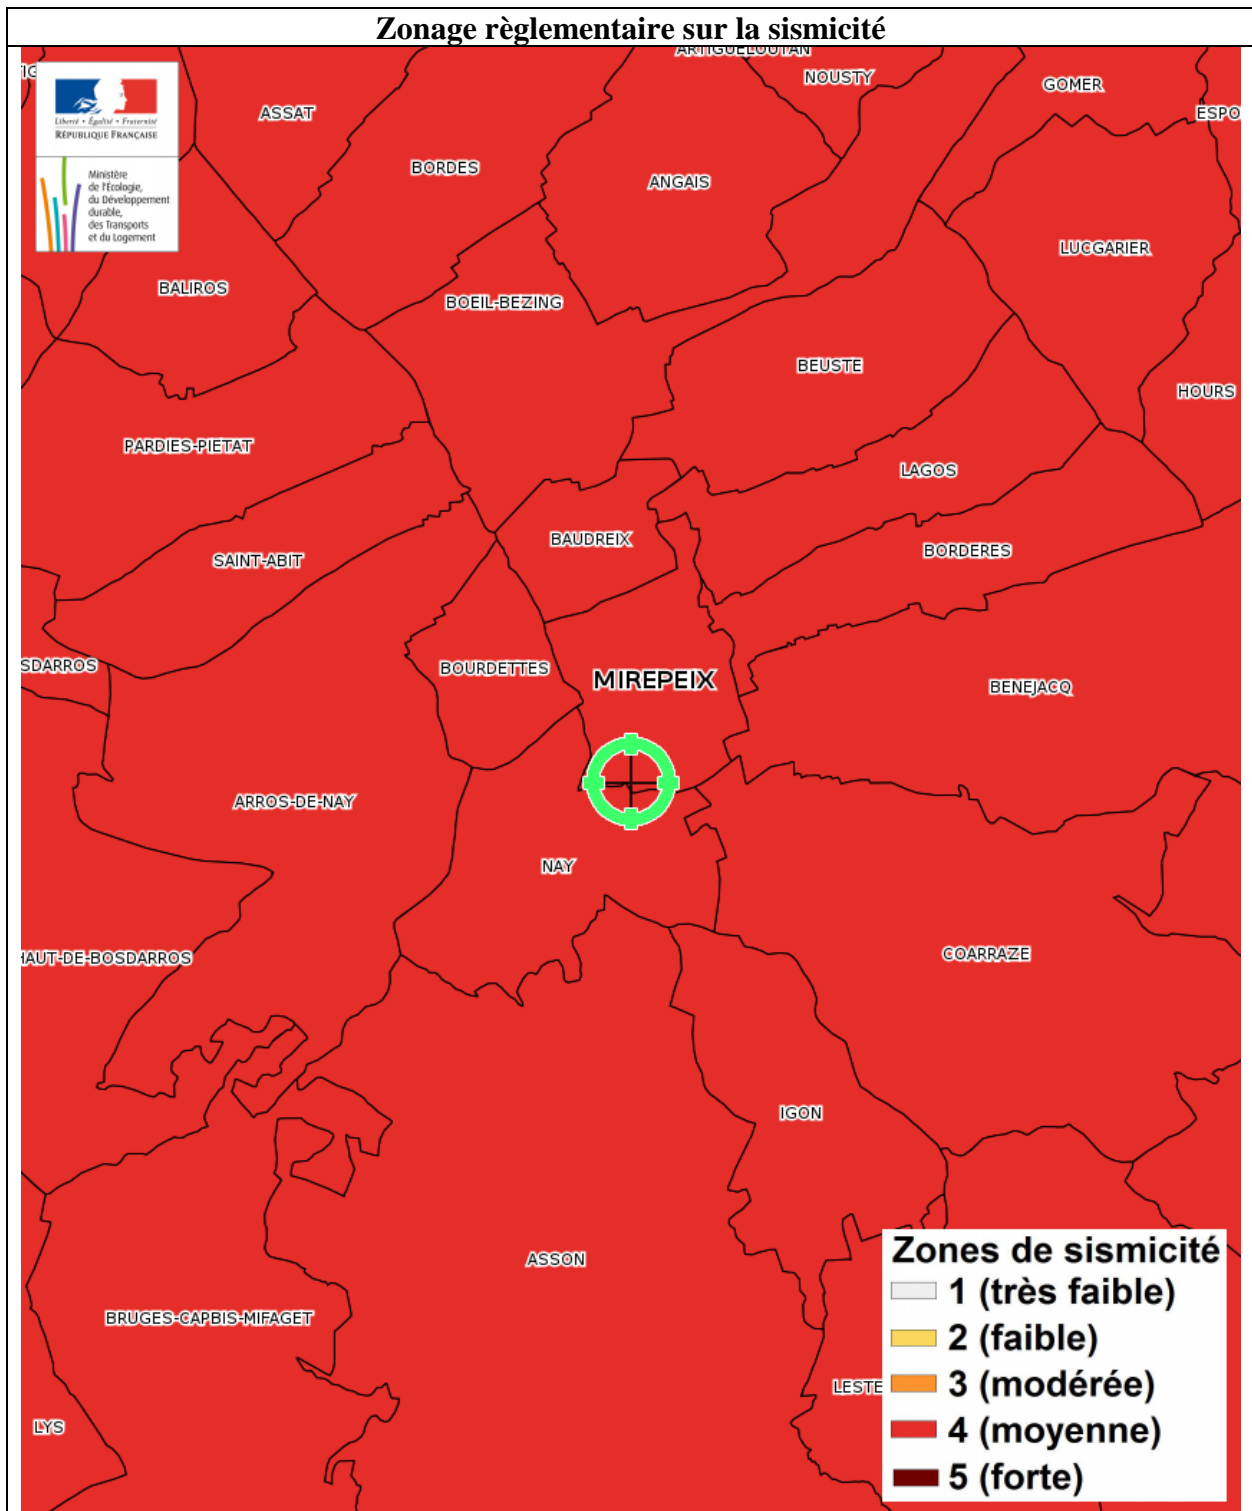 Zonage règlementaire sur la sismicité
ARTIGUELOUTAN
NOUSTY
GOMER
ASSAT
ESPO
Liberté • Égalité • Fraternité
RÉPUBLIQUE FRANÇAISE
BORDES
ANGAIS
Ministère
de l'Écologie,
du Développement
durable,
des Transports
et du Logement
LUCGARIER
BALIROS
BOEIL-BEZING
BEUSTE
HOURS
PARDIES-PIETAT
LAGOS
BAUDREIX
BORDERES
SAINT-ABIT
SDARROS
BOURDETTES
MIREPEIX
BENEJACQ
ARROS-DE-NAY
NAY
HAUT-DE-BOSDARROS
COARRAZE
IGON
ASSON
BRUGES-CAPBIS-MIFAGET
LESTE
LYS
Zones de sismicité
1 (très faible)
2 (faible)
3 (modérée)
4 (moyenne)
5 (forte)